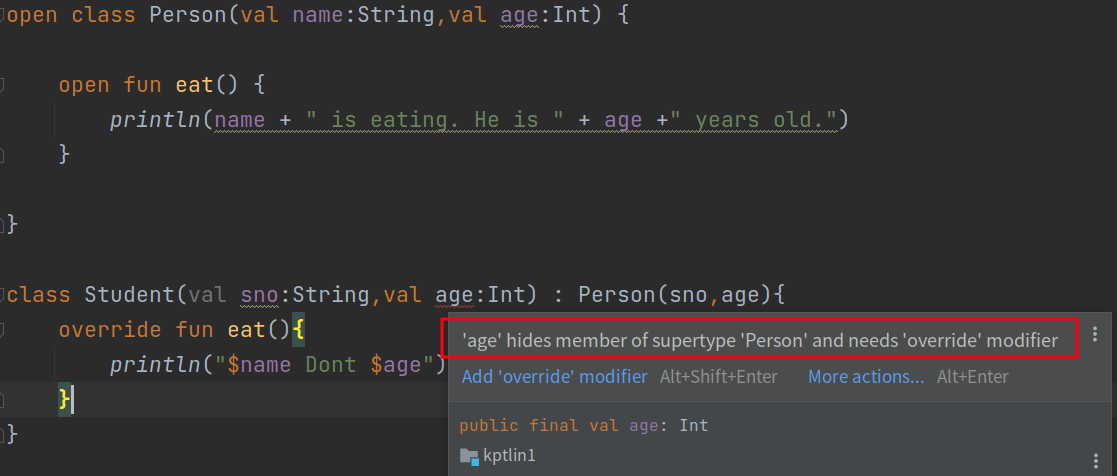 open class Person(val name:String,val age:Int) {
open fun eat() {
println(name + " is eating. He is " + age +" years old.")
}
}
class Student(val sno:String,val age:Int) : Person(sno,age){
override fun eat(){
'age' hides member of supertype 'Person' and needs 'override' modifier
println("$name Dont $age")
Add 'override' modifier Alt+Shift+Enter More actions... Alt+Enter
}
public final val age: Int
}
kptlin1